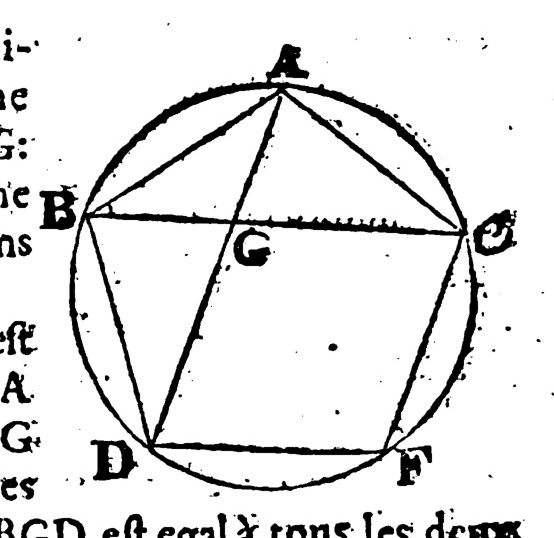 i-
ne
G:
ne
ns
est
A
G
es
A
B
C
G
D
F
BGD est egal à tous les deux